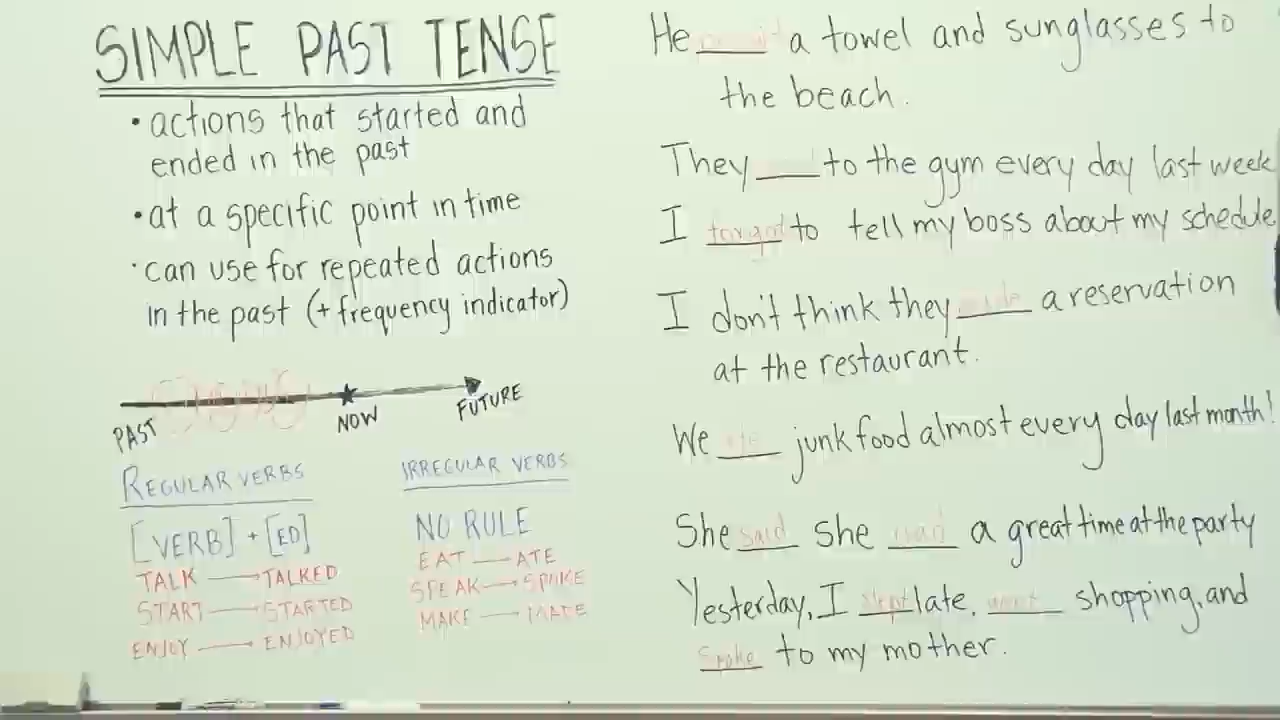 SIMPLE PAST TENSE
• actions that started and
ended in the past
• at a specific point in time
• can use for repeated actions
in the past (+ frequency indicator)
PAST
NOW
FUTURE
REGULAR VERBS
[VERB] + [ED]
TALK → TALKED
START → STARTED
ENJOY → ENJOYED
IRREGULAR VERBS
NO RULE
EAT → ATE
SPEAK → SPOKE
MAKE → MADE
He ____ a towel and sunglasses to
the beach.
They ____ to the gym every day last week
I forgot to tell my boss about my schedule
I don't think they made a reservation
at the restaurant.
We ate junk food almost every day last month!
She said she had a great time at the party
Yesterday, I slept late, went shopping, and
spoke to my mother.